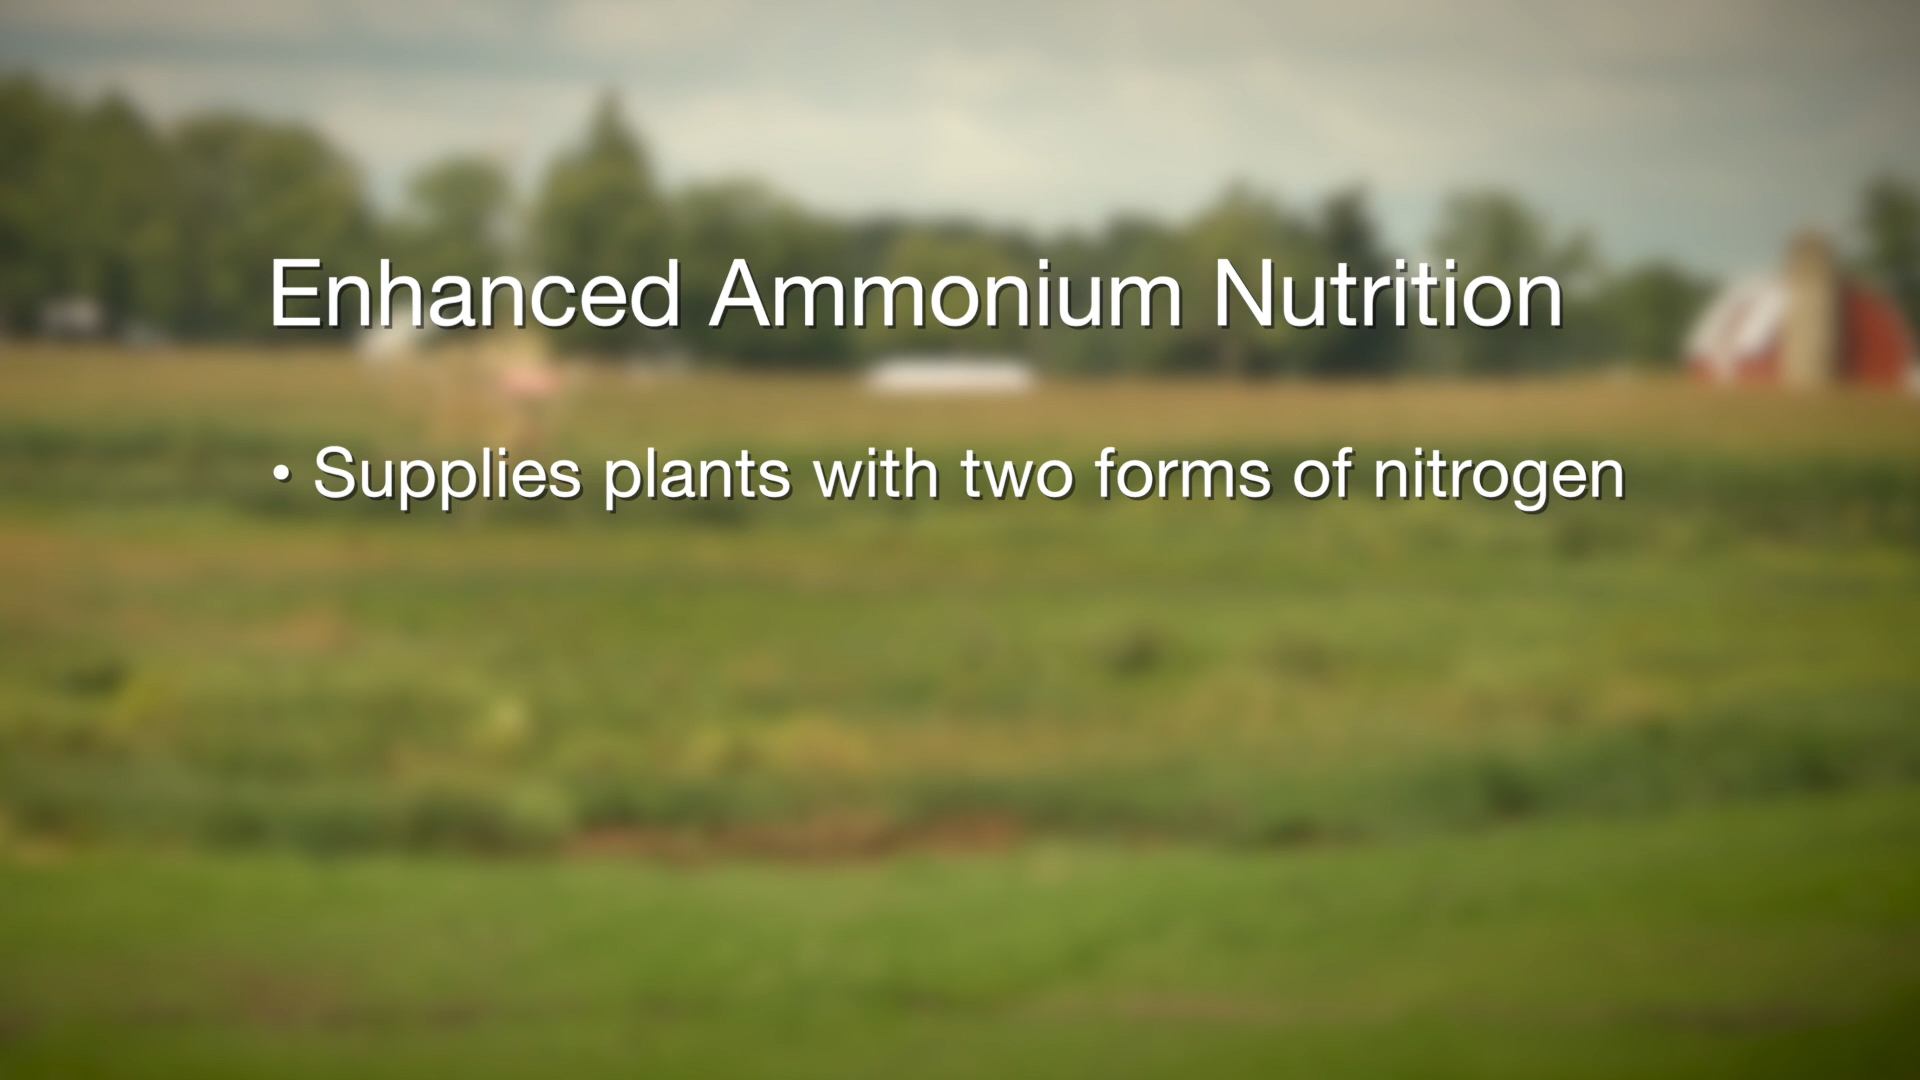 Enhanced Ammonium Nutrition
• Supplies plants with two forms of nitrogen